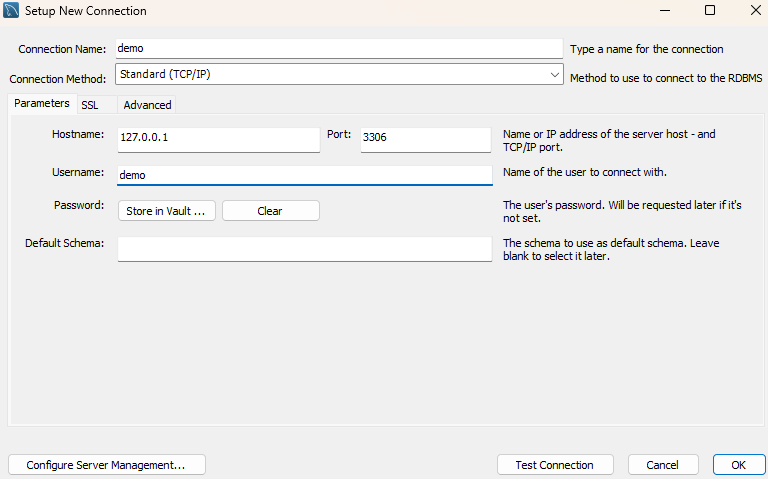 Setup New Connection
Connection Name: demo Type a name for the connection
Connection Method: Standard (TCP/IP) Method to use to connect to the RDBMS
Parameters SSL Advanced
Hostname: 127.0.0.1 Port: 3306 Name or IP address of the server host - and
TCP/IP port.
Username: demo Name of the user to connect with.
Password: Store in Vault ... Clear The user's password. Will be requested later if it's
not set.
Default Schema: The schema to use as default schema. Leave
blank to select it later.
Configure Server Management... Test Connection Cancel OK